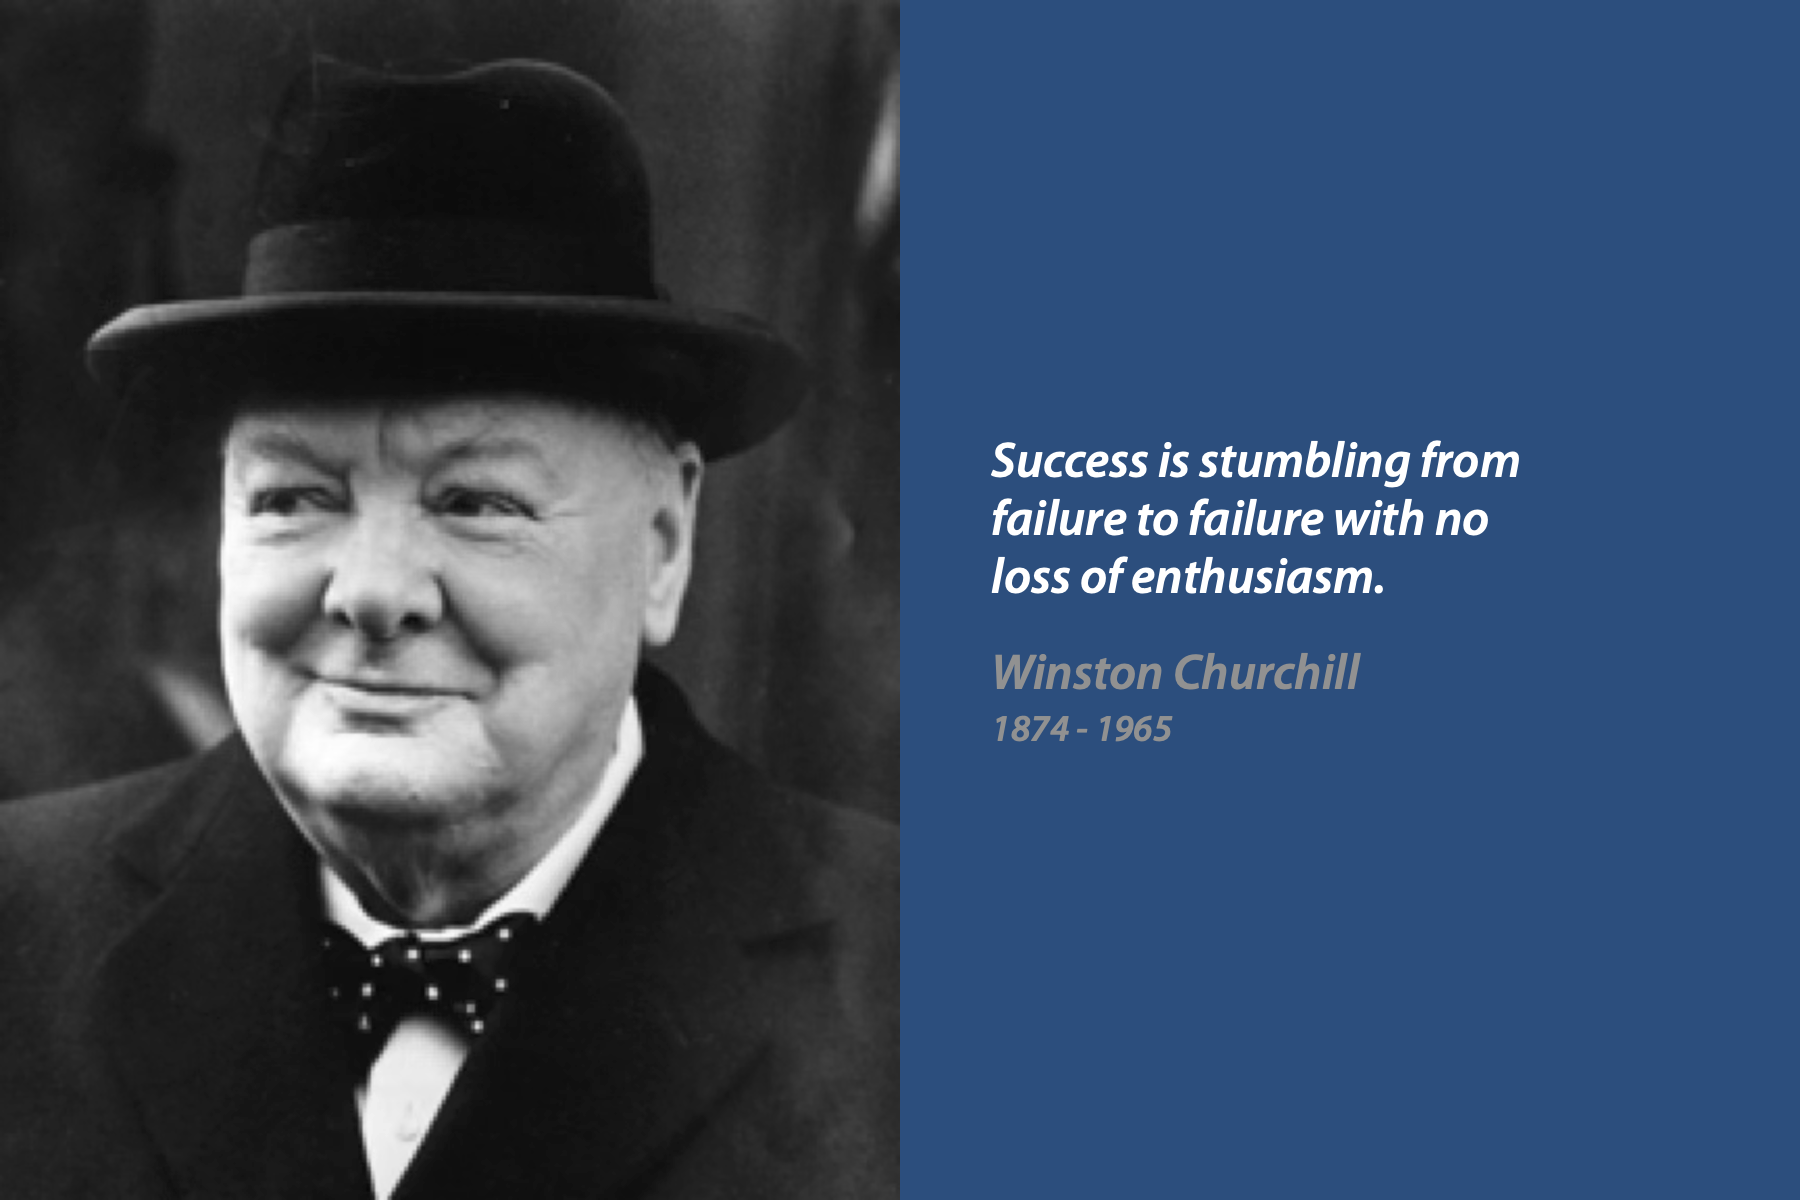 Success is stumbling from
failure to failure with no
loss of enthusiasm.
Winston Churchill
1874 - 1965